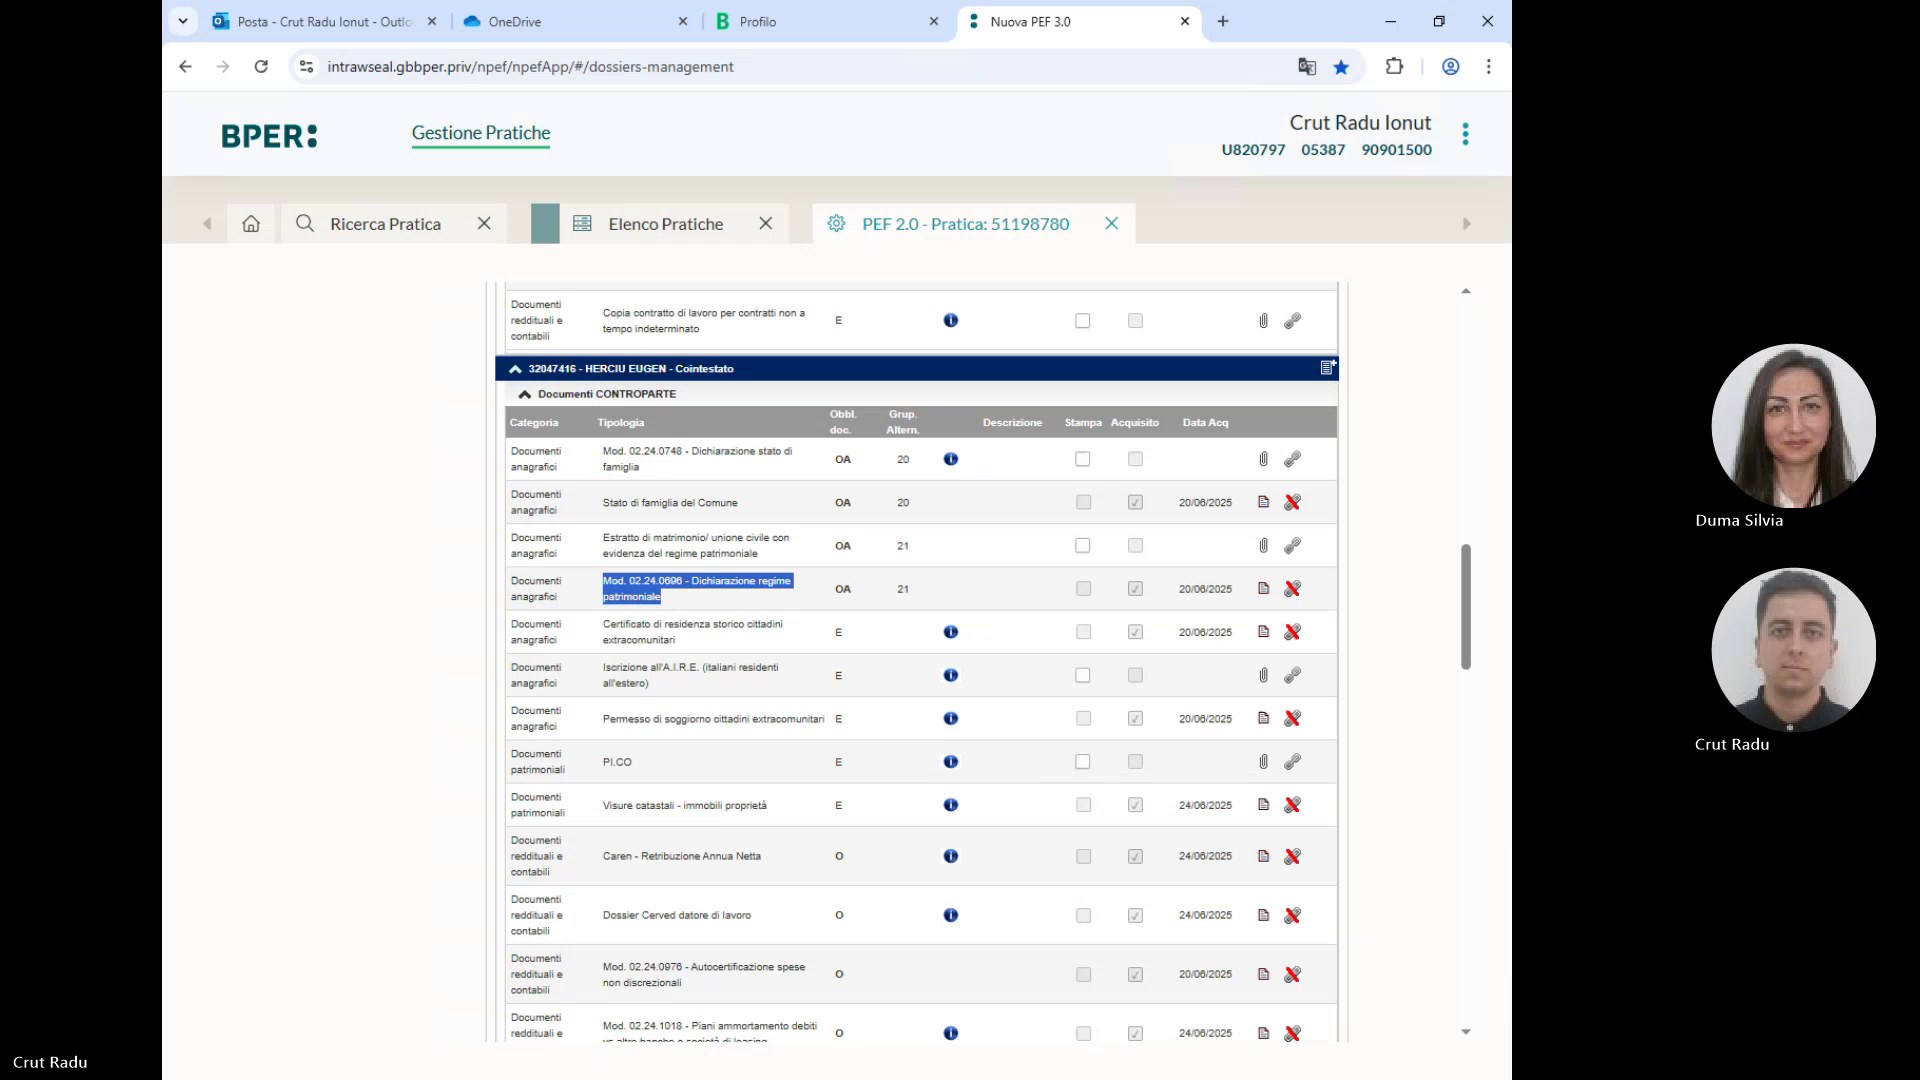 Posta - Crut Radu Ionut - Outlo
OneDrive
Profilo
Nuova PEF 3.0
intrawseal.gbbper.priv/npef/npefApp/#/dossiers-management
BPER:
Gestione Pratiche
Crut Radu Ionut
U820797 05387 90901500
Ricerca Pratica
Elenco Pratiche
PEF 2.0 - Pratica: 51198780
Documenti
redditualI e
contabili
Copia contratto di lavoro per contratti non a
tempo indeterminato
E
32047416 - HERCIU EUGEN - Cointestato
Documenti CONTROPARTE
Categoria Tipologia Obbl. doc. Grup. Altern. Descrizione Stampa Acquisito Data Acq
Documenti
anagrafici
Mod. 02.24.0748 - Dichiarazione stato di
famiglia
OA 20
Documenti
anagrafici
Stato di famiglia del Comune
OA 20 20/06/2025
Documenti
anagrafici
Estratto di matrimonio/ unione civile con
evidenza del regime patrimoniale
OA 21
Documenti
anagrafici
Mod. 02.24.0696 - Dichiarazione regime
patrimoniale
OA 21 20/06/2025
Documenti
anagrafici
Certificato di residenza storico cittadini
extracomunitari
E 20/06/2025
Documenti
anagrafici
Iscrizione all'A.I.R.E. (italiani residenti
all'estero)
E
Documenti
anagrafici
Permesso di soggiorno cittadini extracomunitari
E 20/06/2025
Documenti
patrimoniali
PI.CO
E
Documenti
patrimoniali
Visure catastali - immobili proprietà
E 24/06/2025
Documenti
reddituali e
contabili
Caren - Retribuzione Annua Netta
O 24/06/2025
Documenti
reddituali e
contabili
Dossier Cerved datore di lavoro
O 24/06/2025
Documenti
reddituali e
contabili
Mod. 02.24.0976 - Autocertificazione spese
non discrezionali
O 20/06/2025
Documenti
reddituali e
Mod. 02.24.1018 - Piani ammortamento debiti
vs altre banche o società di leasing
O 24/06/2025
Duma Silvia
Crut Radu
Crut Radu